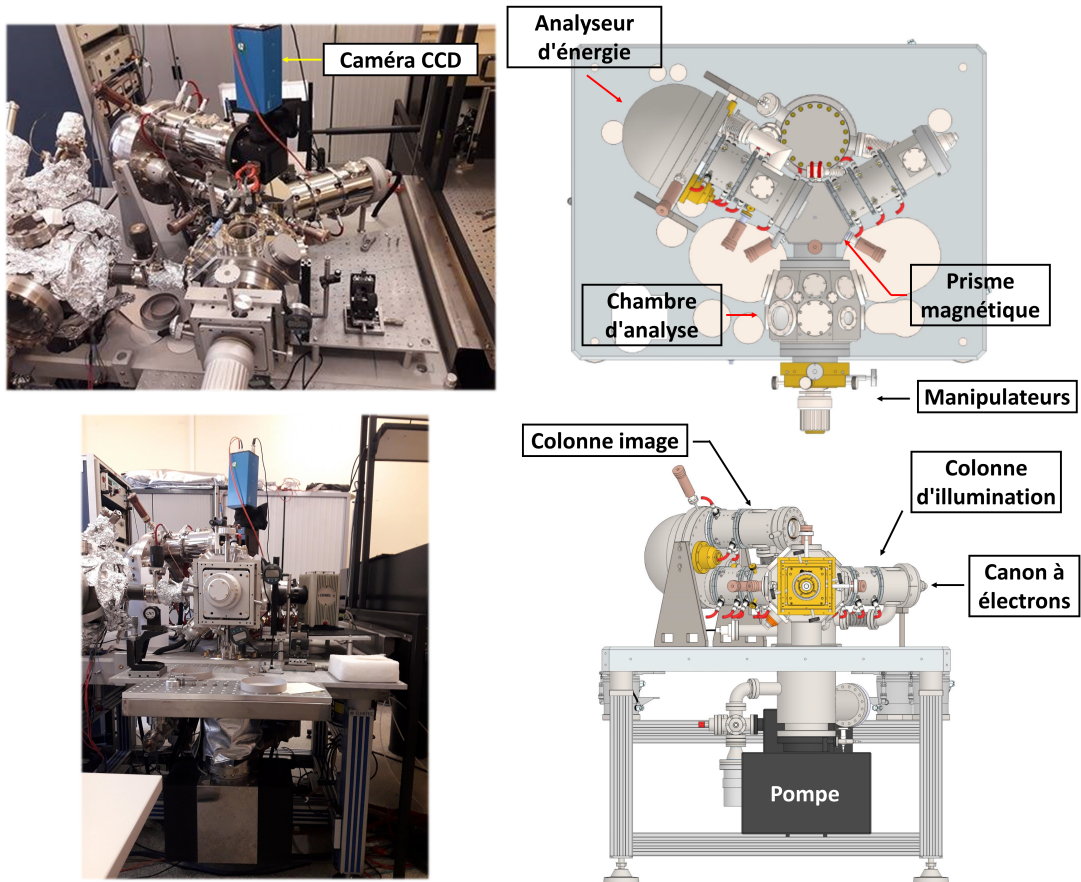 Analyseur
d'énergie
Caméra CCD
Prisme
magnétique
Chambre
d'analyse
Manipulateurs
Colonne image
Colonne
d'illumination
Canon à
électrons
Pompe